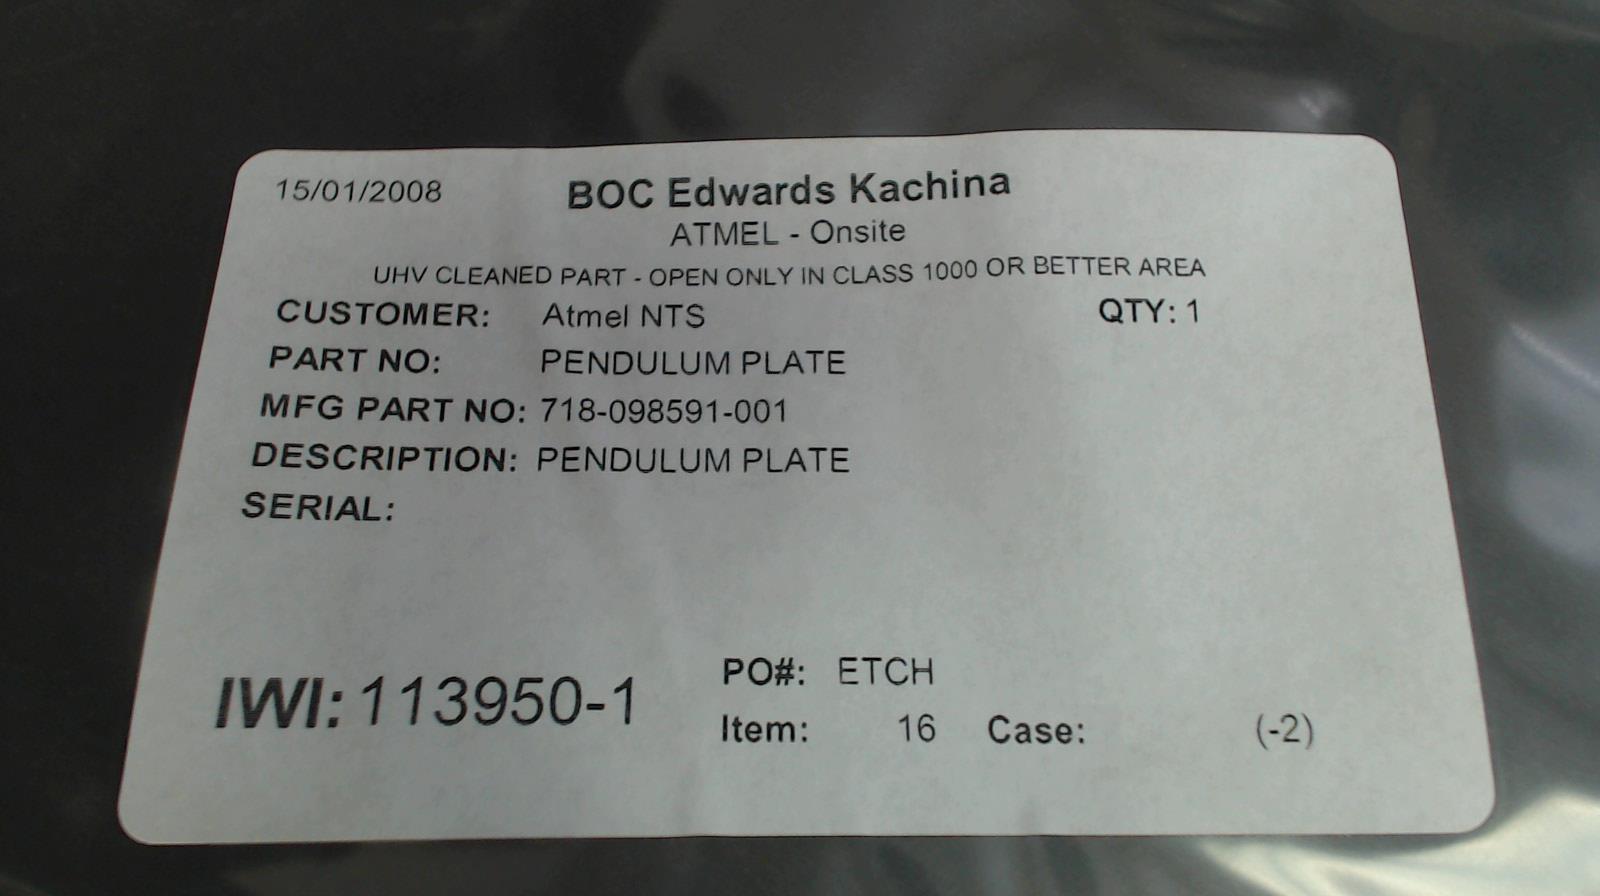 15/01/2008 BOC Edwards Kachina
ATMEL - Onsite
UHV CLEANED PART - OPEN ONLY IN CLASS 1000 OR BETTER AREA
CUSTOMER: Atmel NTS QTY: 1
PART NO: PENDULUM PLATE
MFG PART NO: 718-098591-001
DESCRIPTION: PENDULUM PLATE
SERIAL:
IWI: 113950-1 PO#: ETCH
Item: 16 Case: (-2)